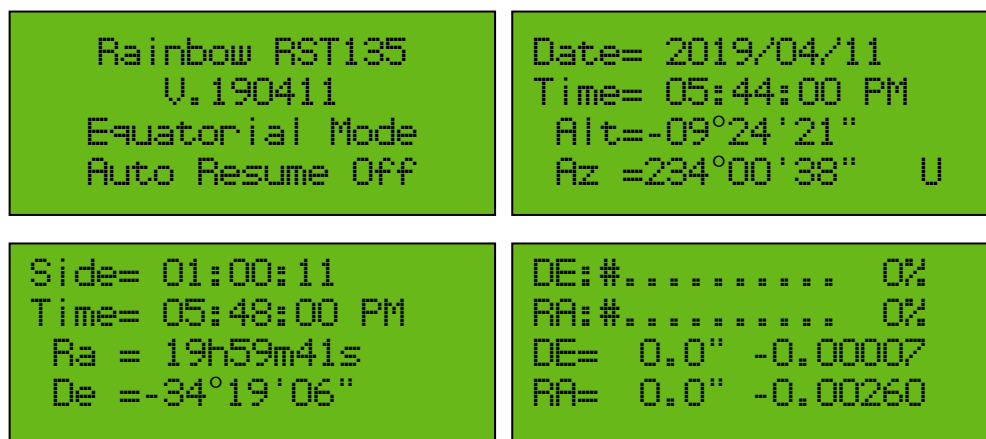 Rainbow RST135
V.190411
Equatorial Mode
Auto Resume Off
Date= 2019/04/11
Time= 05:44:00 PM
Alt=-09°24'21"
Az =234°00'38" U
Side= 01:00:11
Time= 05:48:00 PM
Ra = 19h59m41s
De =-34°19'06"
DE:#.......... 0%
RA:#.......... 0%
DE= 0.0" -0.00007
RA= 0.0" -0.00260